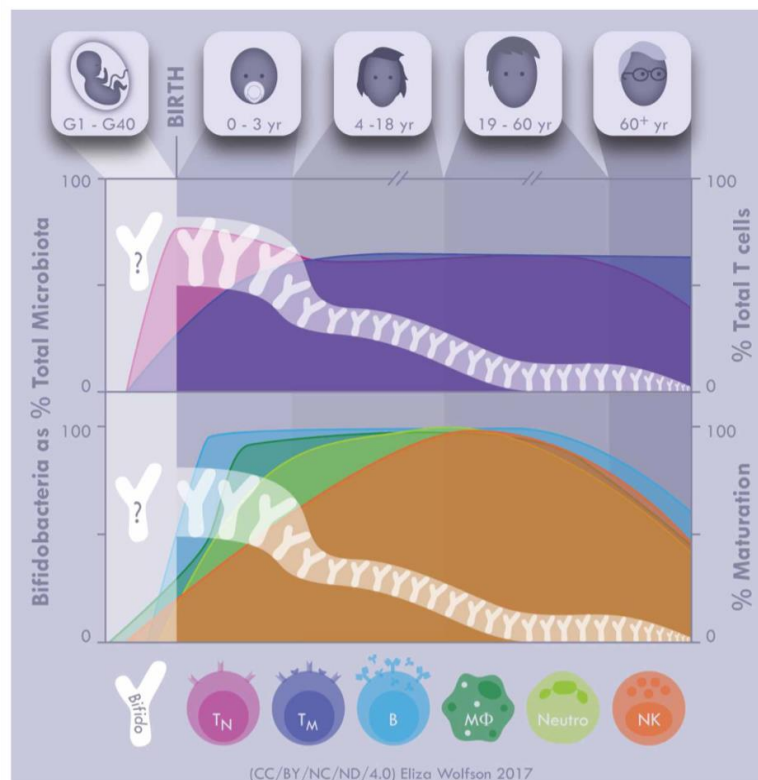 G1 - G40
BIRTH
0 - 3 yr
4 -18 yr
19 - 60 yr
60+ yr
100
100
?
0
0
Bifidobacteria as % Total Microbiota
% Total T cells
100
100
?
0
0
% Maturation
Bifido
TN
TM
B
MΦ
Neutro
NK
(CC/BY/NC/ND/4.0) Eliza Wolfson 2017